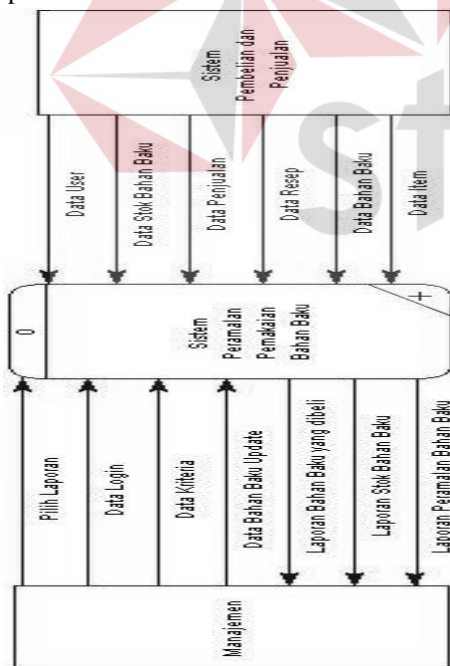 Sistem
Pembelian dan
Penjualan
Data User
Data Stok Bahan Baku
Data Penjualan
Data Resep
Data Bahan Baku
Data Item
0
Sistem
Peramalan
Pemakaian
Bahan Baku
Pilih Laporan
Data Login
Data Kriteria
Data Bahan Baku Update
Laporan Bahan Baku yang dibeli
Laporan Stok Bahan Baku
Laporan Peramalan Bahan Baku
Manajemen
st